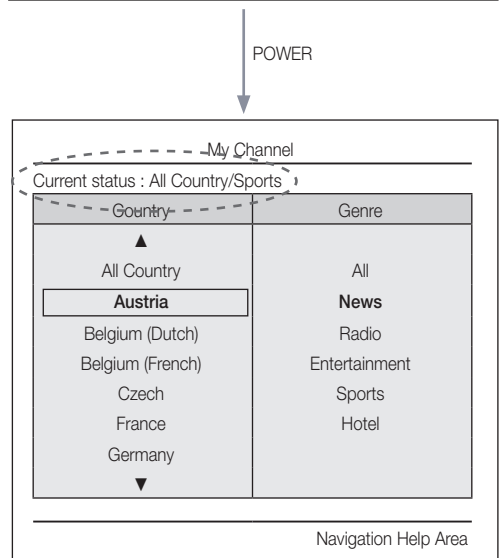 POWER
My Channel
Current status : All Country/Sports
Country Genre
▲
All Country All
Austria News
Belgium (Dutch) Radio
Belgium (French) Entertainment
Czech Sports
France Hotel
Germany
▼
Navigation Help Area